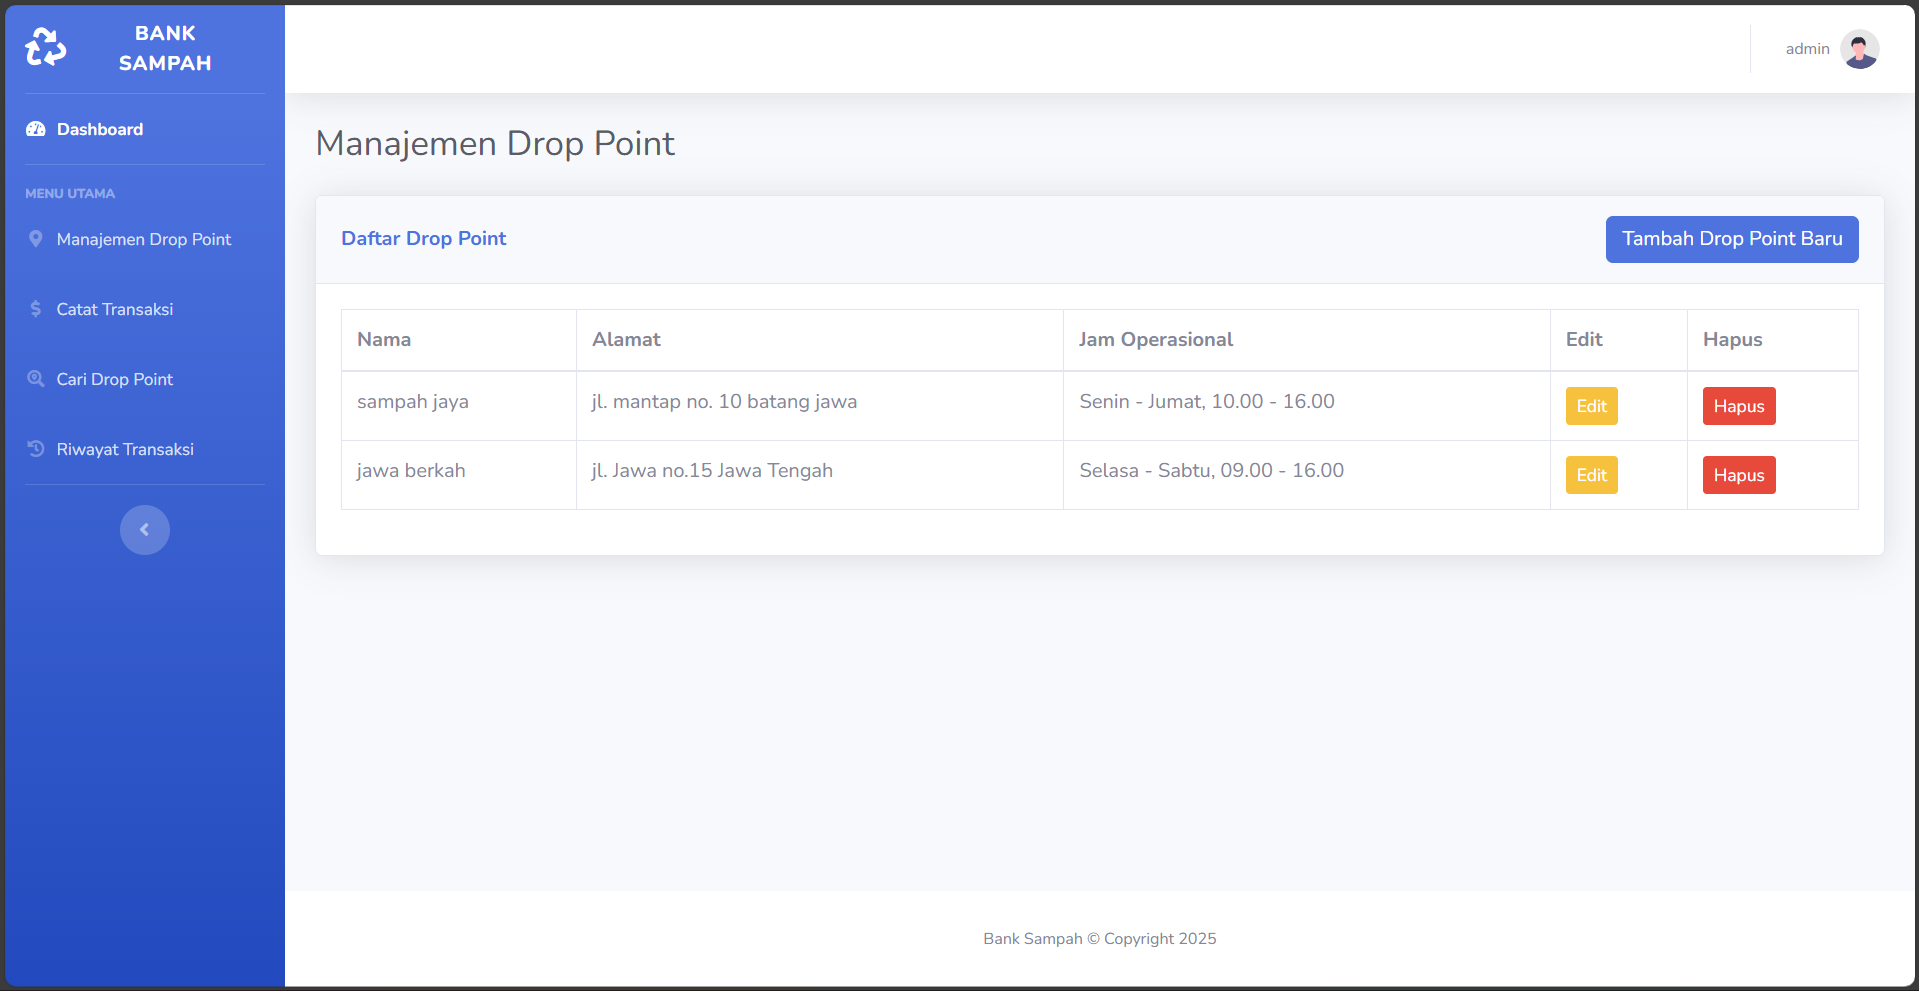 BANK
SAMPAH
admin
Dashboard
MENU UTAMA
Manajemen Drop Point
Catat Transaksi
Cari Drop Point
Riwayat Transaksi
Manajemen Drop Point
Daftar Drop Point
Tambah Drop Point Baru
Nama Alamat Jam Operasional Edit Hapus
sampah jaya jl. mantap no. 10 batang jawa Senin - Jumat, 10.00 - 16.00 Edit Hapus
jawa berkah jl. Jawa no.15 Jawa Tengah Selasa - Sabtu, 09.00 - 16.00 Edit Hapus
Bank Sampah © Copyright 2025